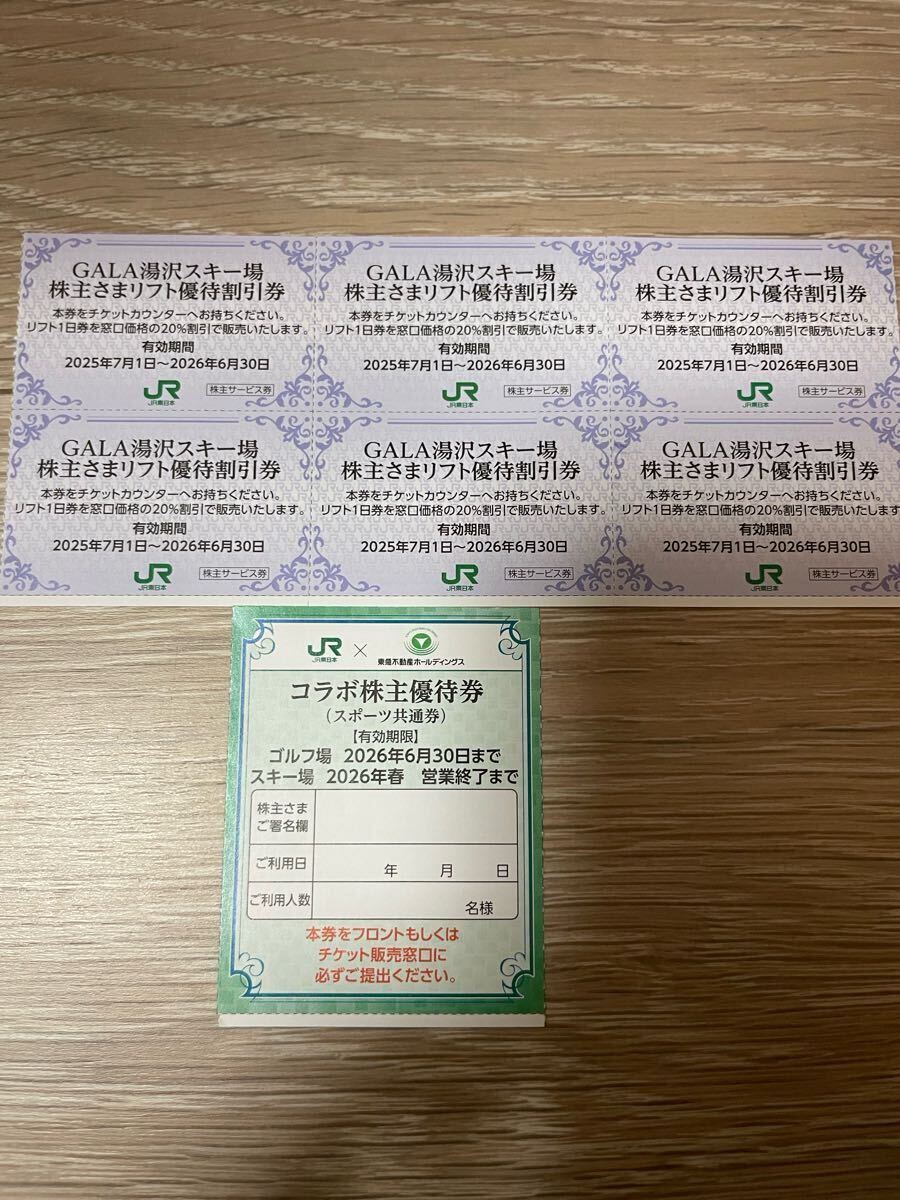 GALA湯沢スキー場
株主さまリフト優待割引券
本券をチケットカウンターへお持ちください。
リフト1日券を窓口価格の20%割引で販売いたします。
有効期間
2025年7月1日〜2026年6月30日
JR
JR東日本
株主サービス券
GALA湯沢スキー場
株主さまリフト優待割引券
本券をチケットカウンターへお持ちください。
リフト1日券を窓口価格の20%割引で販売いたします。
有効期間
2025年7月1日〜2026年6月30日
JR
JR東日本
株主サービス券
GALA湯沢スキー場
株主さまリフト優待割引券
本券をチケットカウンターへお持ちください。
リフト1日券を窓口価格の20%割引で販売いたします。
有効期間
2025年7月1日〜2026年6月30日
JR
JR東日本
株主サービス券
GALA湯沢スキー場
株主さまリフト優待割引券
本券をチケットカウンターへお持ちください。
リフト1日券を窓口価格の20%割引で販売いたします。
有効期間
2025年7月1日〜2026年6月30日
JR
JR東日本
株主サービス券
GALA湯沢スキー場
株主さまリフト優待割引券
本券をチケットカウンターへお持ちください。
リフト1日券を窓口価格の20%割引で販売いたします。
有効期間
2025年7月1日〜2026年6月30日
JR
JR東日本
株主サービス券
GALA湯沢スキー場
株主さまリフト優待割引券
本券をチケットカウンターへお持ちください。
リフト1日券を窓口価格の20%割引で販売いたします。
有効期間
2025年7月1日〜2026年6月30日
JR
JR東日本
株主サービス券
JR × 
JR東日本 東急不動産ホールディングス
コラボ株主優待券
（スポーツ共通券）
【有効期限】
ゴルフ場 2026年6月30日まで
スキー場 2026年春 営業終了まで
株主さま
ご署名欄
ご利用日 年 月 日
ご利用人数 名様
本券をフロントもしくは
チケット販売窓口に
必ずご提出ください。